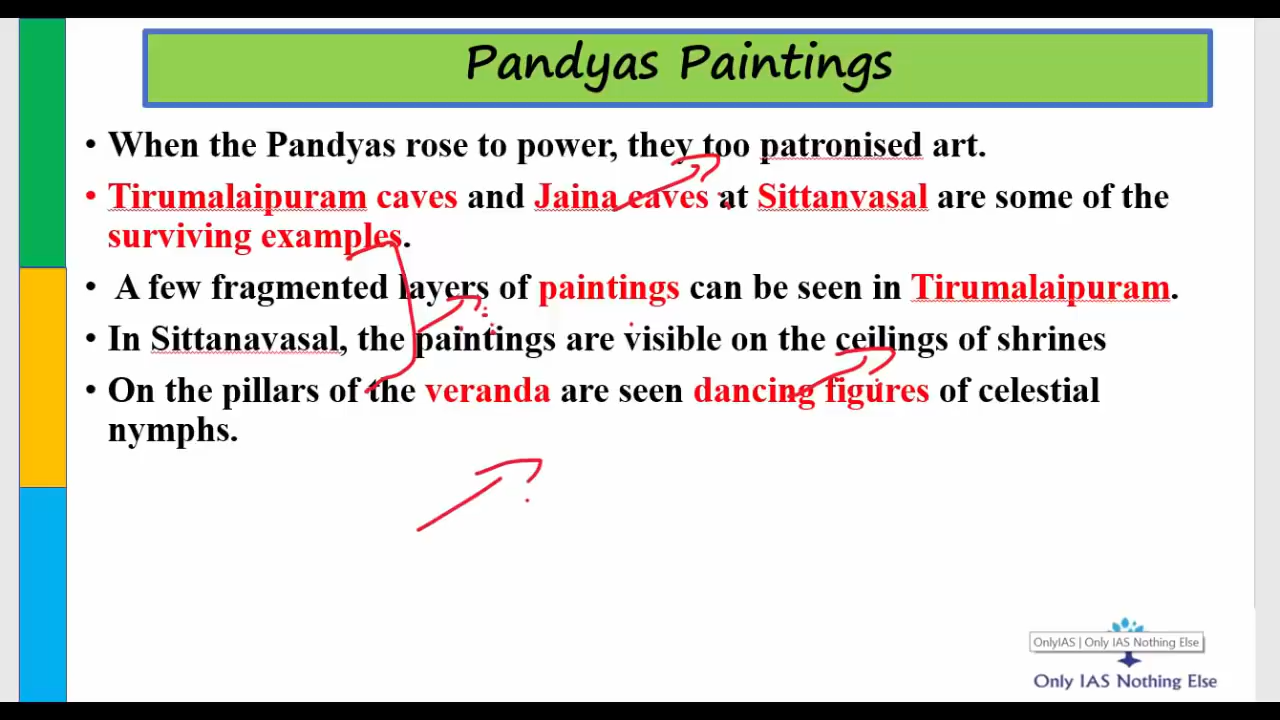 Pandyas Paintings
• When the Pandyas rose to power, they too patronised art.
• Tirumalaipuram caves and Jaina caves at Sittanvasal are some of the
surviving examples.
• A few fragmented layers of paintings can be seen in Tirumalaipuram.
• In Sittanavasal, the paintings are visible on the ceilings of shrines
• On the pillars of the veranda are seen dancing figures of celestial
nymphs.
OnlyIAS | Only IAS Nothing Else
Only IAS Nothing Else